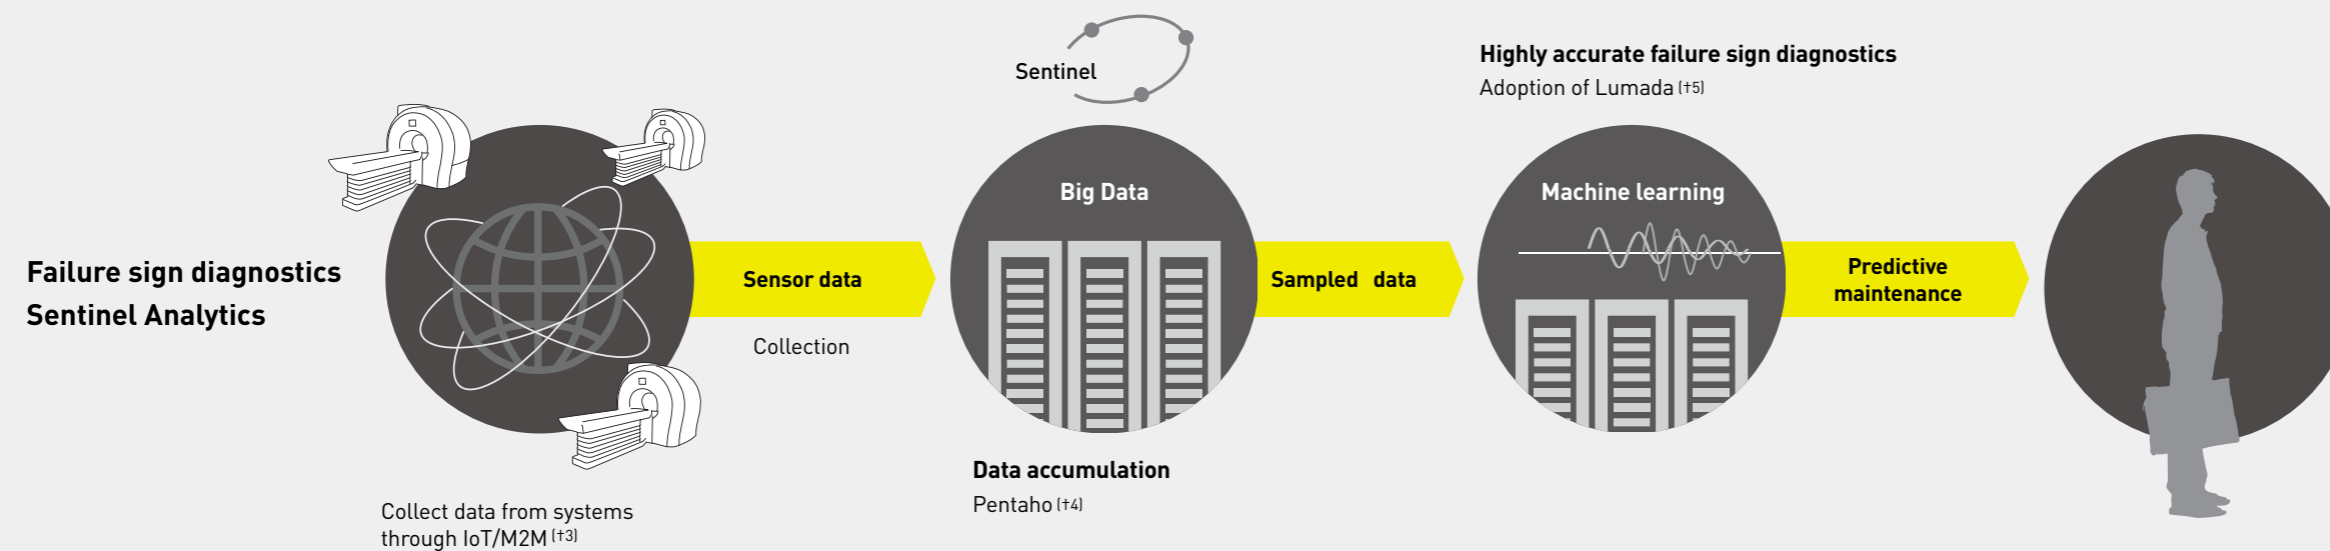 Failure sign diagnostics
Sentinel Analytics
Collect data from systems
through IoT/M2M (†3)
Sensor data
Collection
Sentinel
Big Data
Data accumulation
Pentaho (†4)
Sampled data
Highly accurate failure sign diagnostics
Adoption of Lumada (†5)
Machine learning
Predictive
maintenance